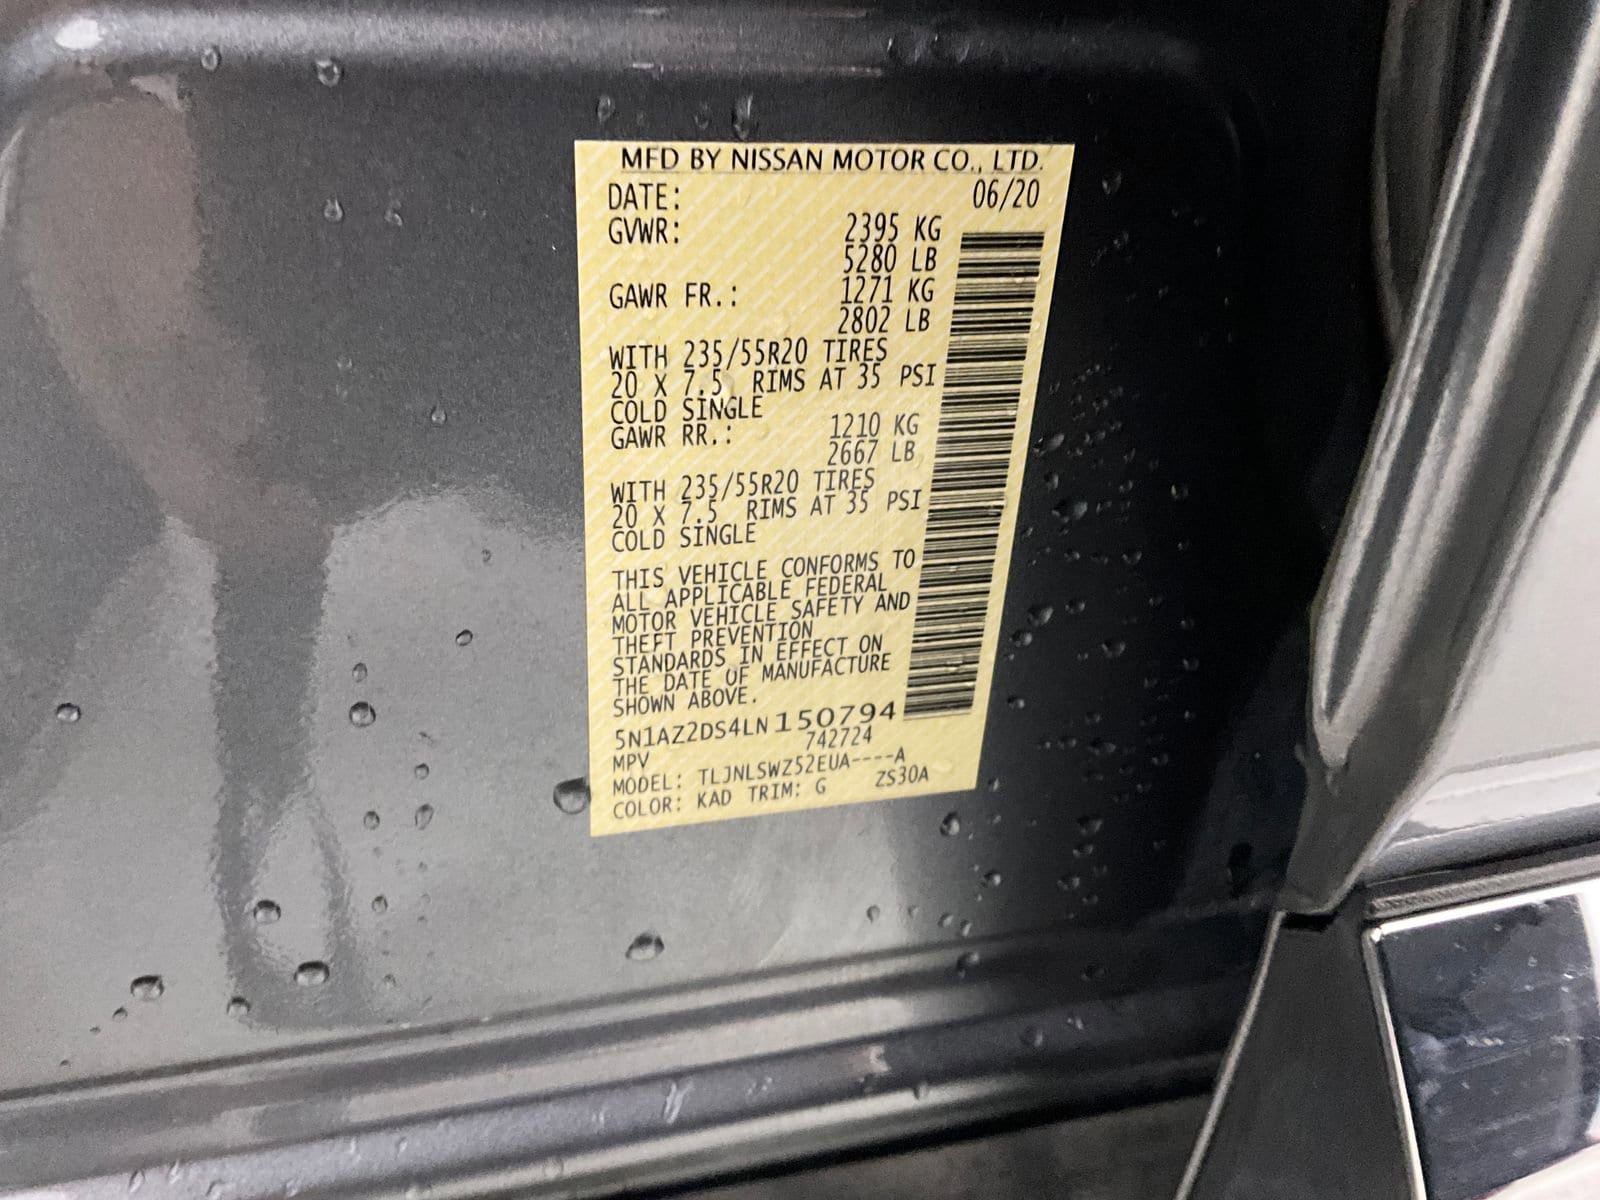 MFD BY NISSAN MOTOR CO., LTD.
DATE: 06/20
GVWR: 2395 KG
5280 LB
GAWR FR.: 1271 KG
2802 LB
WITH 235/55R20 TIRES
20 X 7.5 RIMS AT 35 PSI
COLD SINGLE
GAWR RR.: 1210 KG
2667 LB
WITH 235/55R20 TIRES
20 X 7.5 RIMS AT 35 PSI
COLD SINGLE
THIS VEHICLE CONFORMS TO
ALL APPLICABLE FEDERAL
MOTOR VEHICLE SAFETY AND
THEFT PREVENTION
STANDARDS IN EFFECT ON
THE DATE OF MANUFACTURE
SHOWN ABOVE.
5N1AZ2DS4LN150794
742724
MPV
MODEL: TLJNLSWZ52EUA----A
COLOR: KAD TRIM: G ZS30A